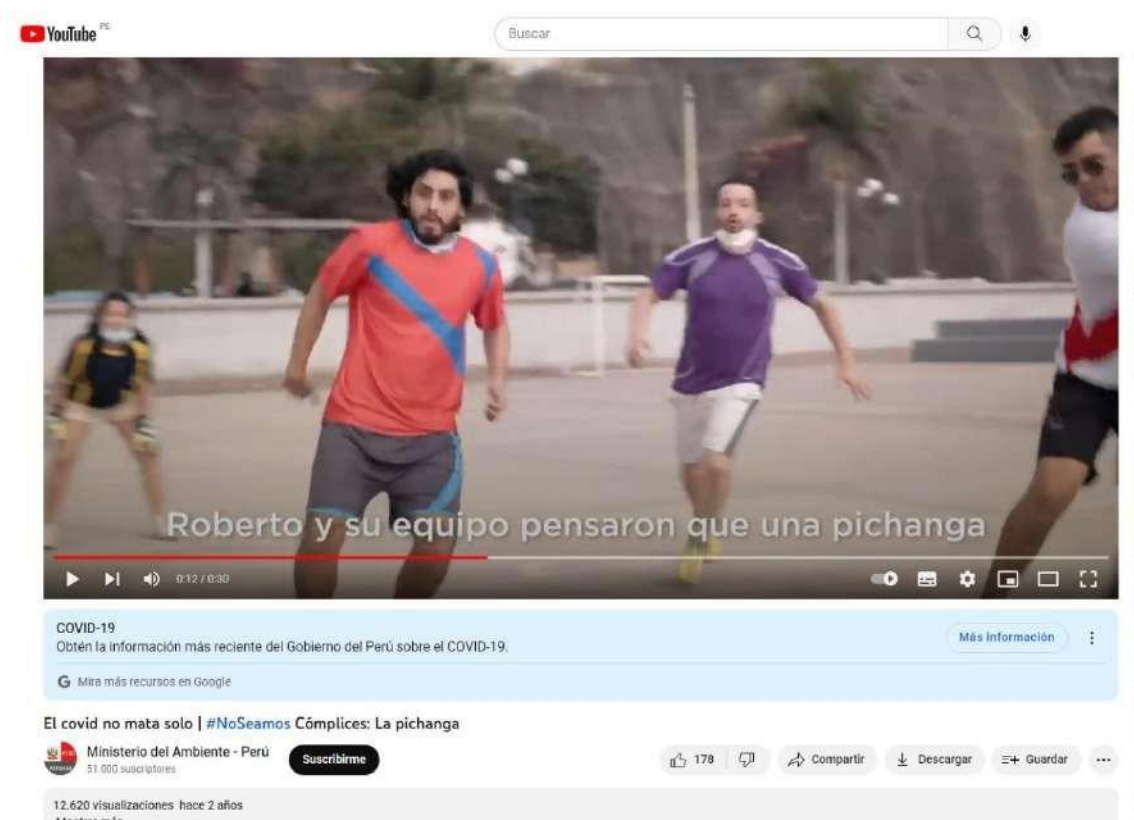 YouTube PE
Buscar
Roberto y su equipo pensaron que una pichanga
0:12 / 0:30
COVID-19
Obtén la información más reciente del Gobierno del Perú sobre el COVID-19.
Más información
G Mira más recursos en Google
El covid no mata solo | #NoSeamos Cómplices: La pichanga
Ministerio del Ambiente - Perú
51.000 suscriptores
Suscribirme
178
Compartir
Descargar
Guardar
12.620 visualizaciones hace 2 años